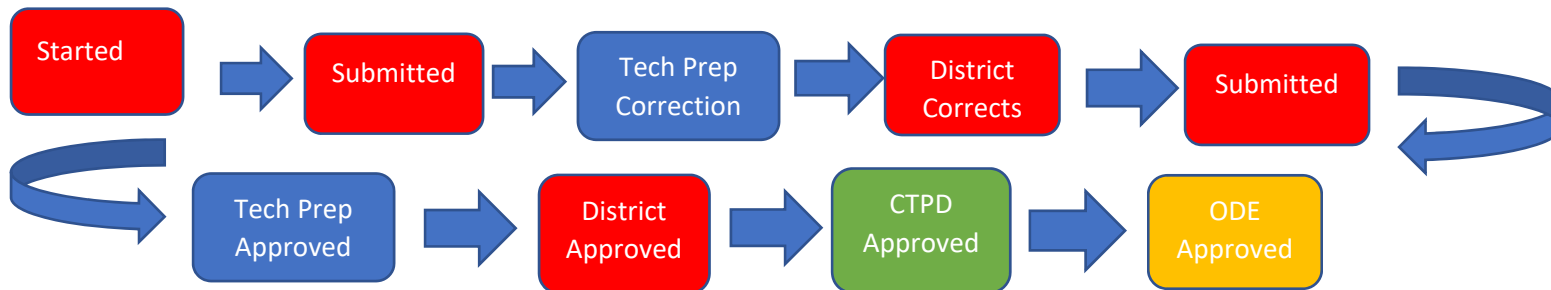 Started
Submitted
Tech Prep
Correction
District
Corrects
Submitted
Tech Prep
Approved
District
Approved
CTPD
Approved
ODE
Approved